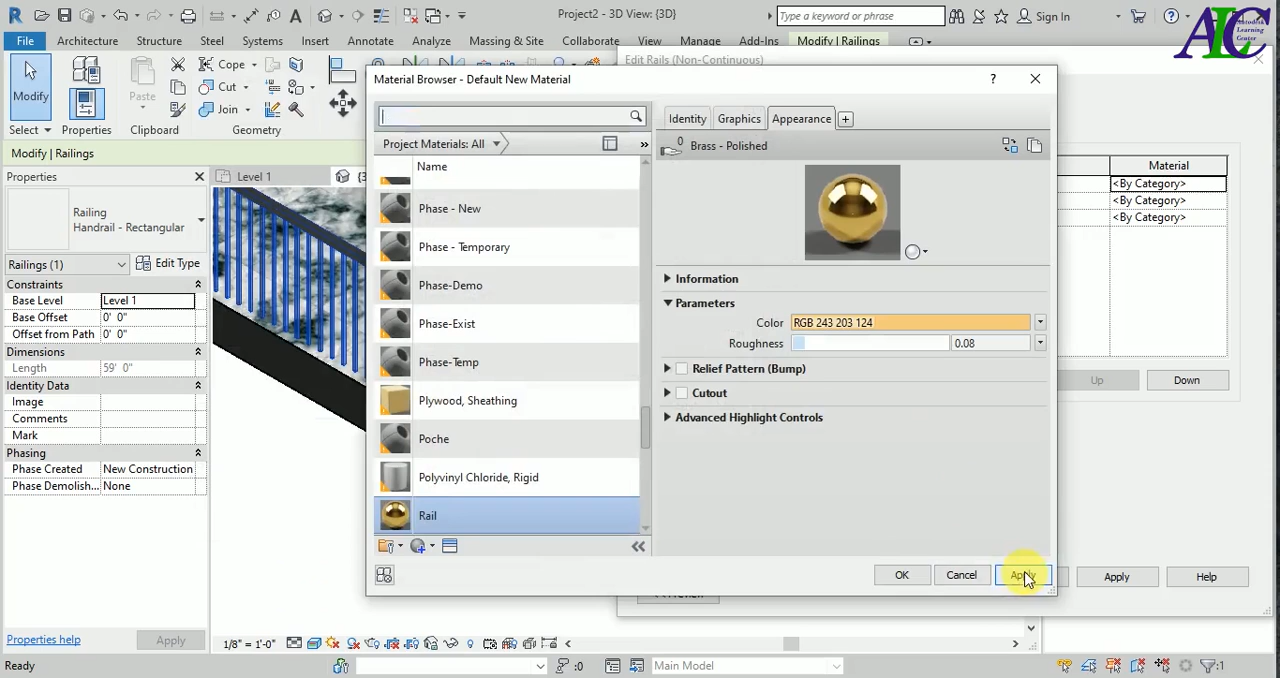 Project2 - 3D View: {3D}
Type a keyword or phrase
Sign In
ALC
Autodesk
Learning
Center
File Architecture Structure Steel Systems Insert Annotate Analyze Massing & Site Collaborate View Manage Add-Ins Modify | Railings
Modify
Select
Properties
Paste
Clipboard
Cope
Cut
Join
Geometry
Edit Rails (Non-Continuous)
Modify | Railings
Properties
Railing
Handrail - Rectangular
Railings (1)
Edit Type
Constraints
Base Level Level 1
Base Offset 0' 0"
Offset from Path 0' 0"
Dimensions
Length 59' 0"
Identity Data
Image
Comments
Mark
Phasing
Phase Created New Construction
Phase Demolish... None
Properties help
Apply
Level 1
Material Browser - Default New Material
?
Project Materials: All
Name
Phase - New
Phase - Temporary
Phase-Demo
Phase-Exist
Phase-Temp
Plywood, Sheathing
Poche
Polyvinyl Chloride, Rigid
Rail
Identity Graphics Appearance
0
Brass - Polished
Information
Parameters
Color RGB 243 203 124
Roughness 0.08
Relief Pattern (Bump)
Cutout
Advanced Highlight Controls
OK Cancel Apply
Material
<By Category>
<By Category>
<By Category>
Up Down
Apply Help
1/8" = 1'-0"
Ready
:0
Main Model
:1